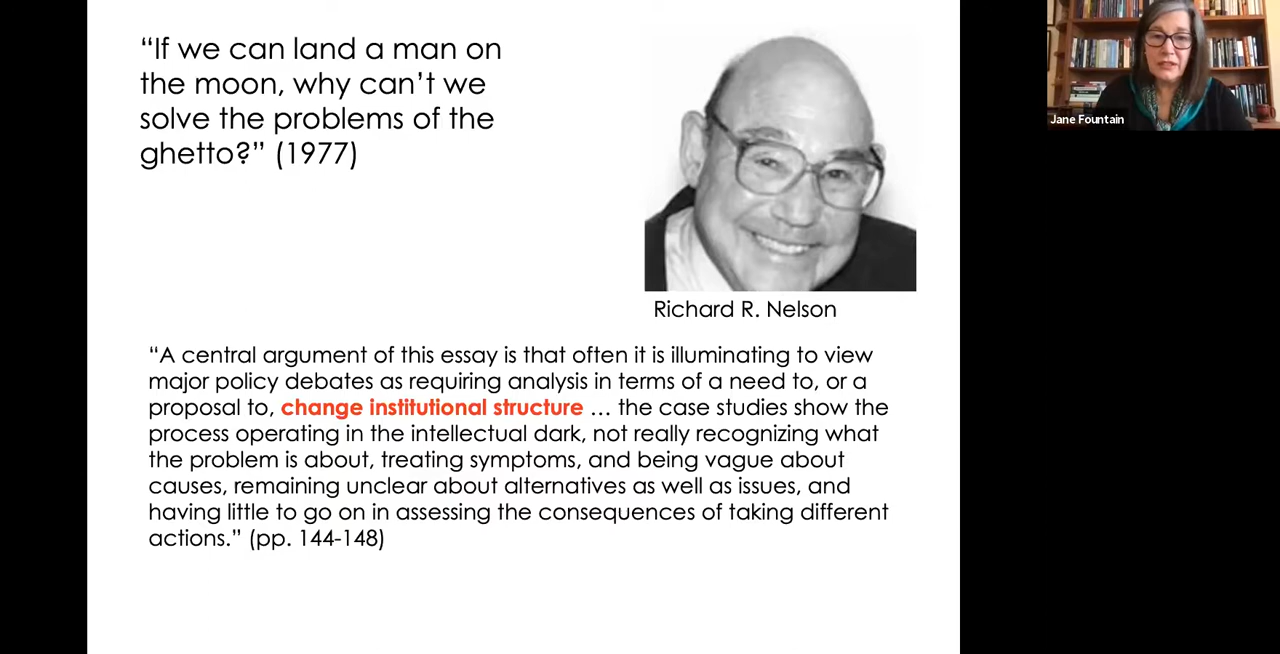 “If we can land a man on
the moon, why can’t we
solve the problems of the
ghetto?” (1977)
Jane Fountain
Richard R. Nelson
“A central argument of this essay is that often it is illuminating to view
major policy debates as requiring analysis in terms of a need to, or a
proposal to, change institutional structure … the case studies show the
process operating in the intellectual dark, not really recognizing what
the problem is about, treating symptoms, and being vague about
causes, remaining unclear about alternatives as well as issues, and
having little to go on in assessing the consequences of taking different
actions.” (pp. 144-148)